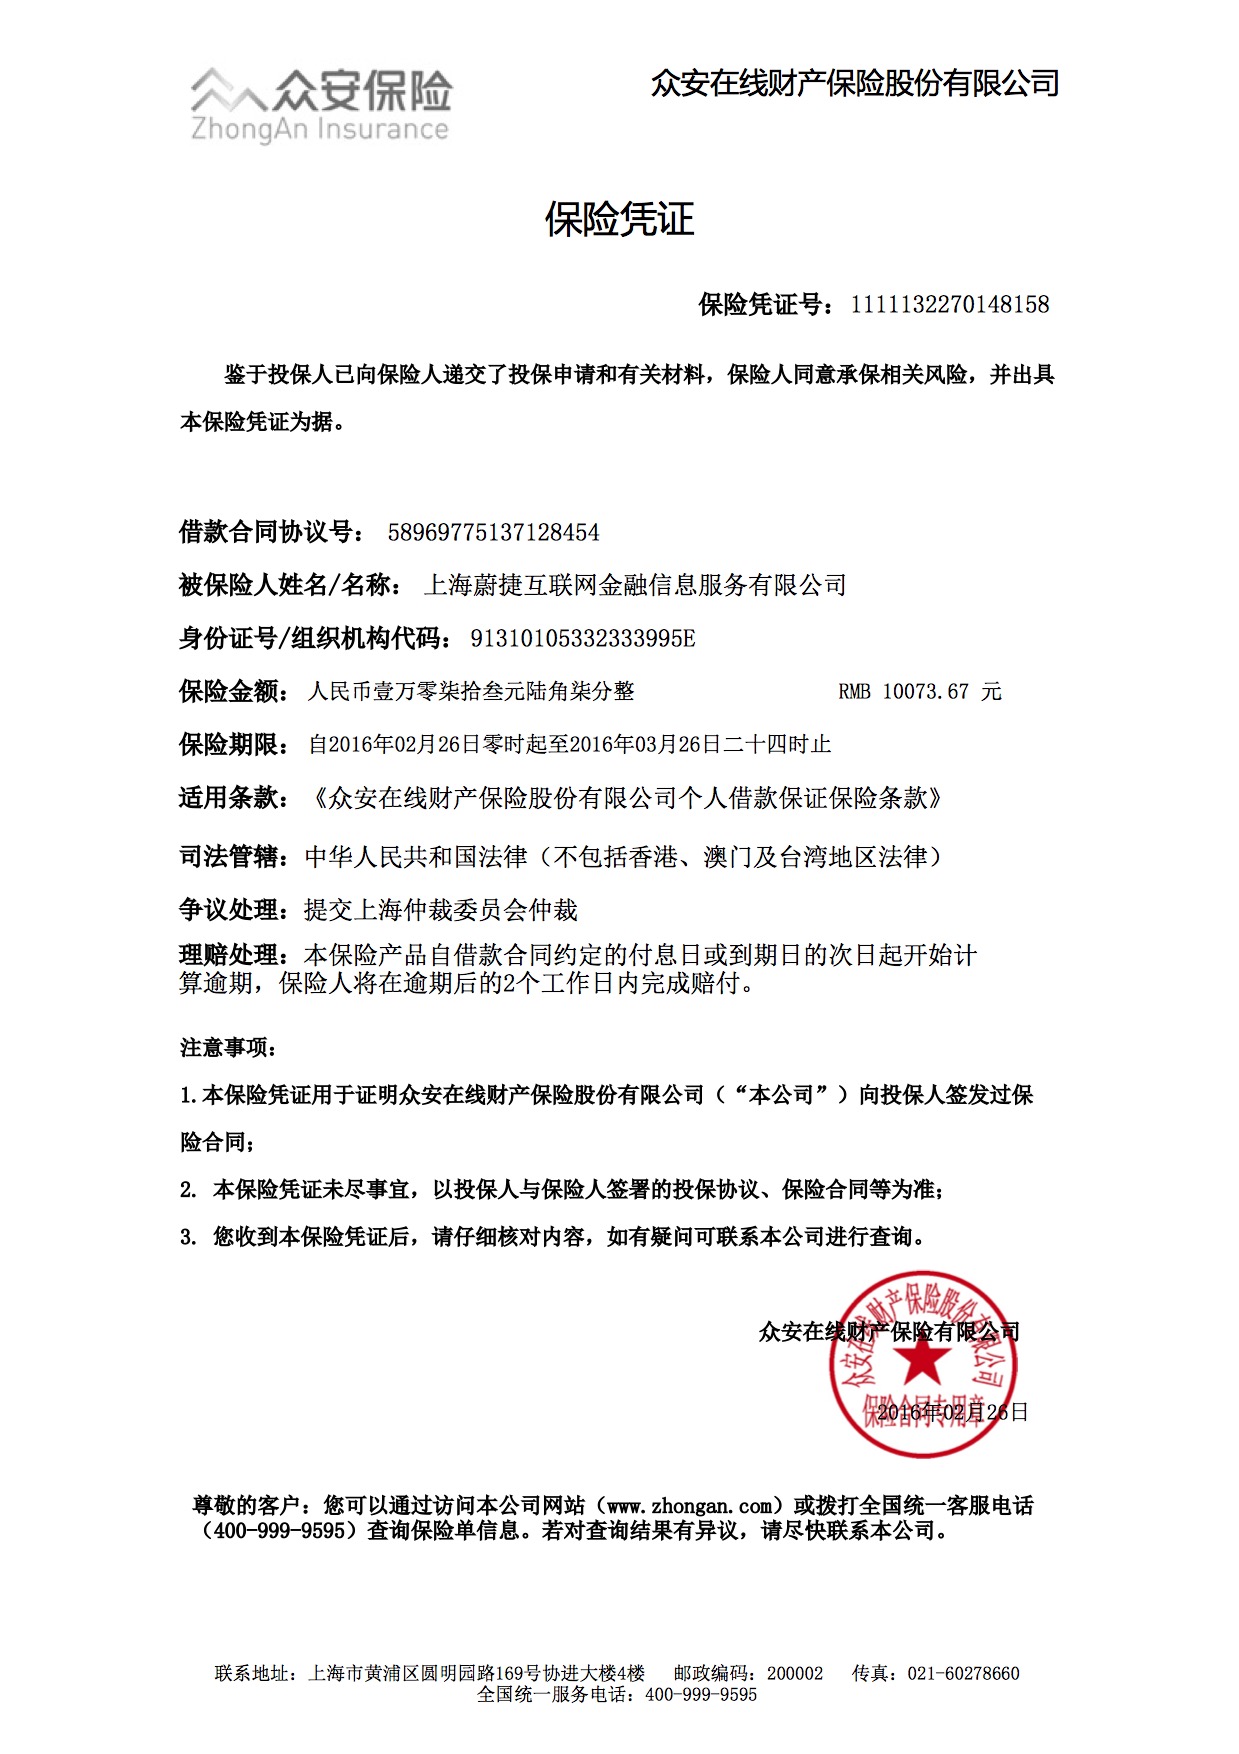 众安保险
ZhongAn Insurance
众安在线财产保险股份有限公司
保险凭证
保险凭证号：1111132270148158
鉴于投保人已向保险人递交了投保申请和有关材料，保险人同意承保相关风险，并出具
本保险凭证为据。
借款合同协议号： 58969775137128454
被保险人姓名/名称： 上海蔚捷互联网金融信息服务有限公司
身份证号/组织机构代码： 91310105332333995E
保险金额： 人民币壹万零柒拾叁元陆角柒分整 RMB 10073.67 元
保险期限： 自2016年02月26日零时起至2016年03月26日二十四时止
适用条款：《众安在线财产保险股份有限公司个人借款保证保险条款》
司法管辖：中华人民共和国法律（不包括香港、澳门及台湾地区法律）
争议处理：提交上海仲裁委员会仲裁
理赔处理：本保险产品自借款合同约定的付息日或到期日的次日起开始计
算逾期，保险人将在逾期后的2个工作日内完成赔付。
注意事项：
1.本保险凭证用于证明众安在线财产保险股份有限公司（“本公司”）向投保人签发过保
险合同；
2. 本保险凭证未尽事宜，以投保人与保险人签署的投保协议、保险合同等为准；
3. 您收到本保险凭证后，请仔细核对内容，如有疑问可联系本公司进行查询。
众安在线财产保险股份有限公司
众安在线财产保险有限公司
保险合同专用章
2016年02月26日
尊敬的客户：您可以通过访问本公司网站（www.zhongan.com）或拨打全国统一客服电话
（400-999-9595）查询保险单信息。若对查询结果有异议，请尽快联系本公司。
联系地址：上海市黄浦区圆明园路169号协进大楼4楼 邮政编码：200002 传真：021-60278660
全国统一服务电话：400-999-9595